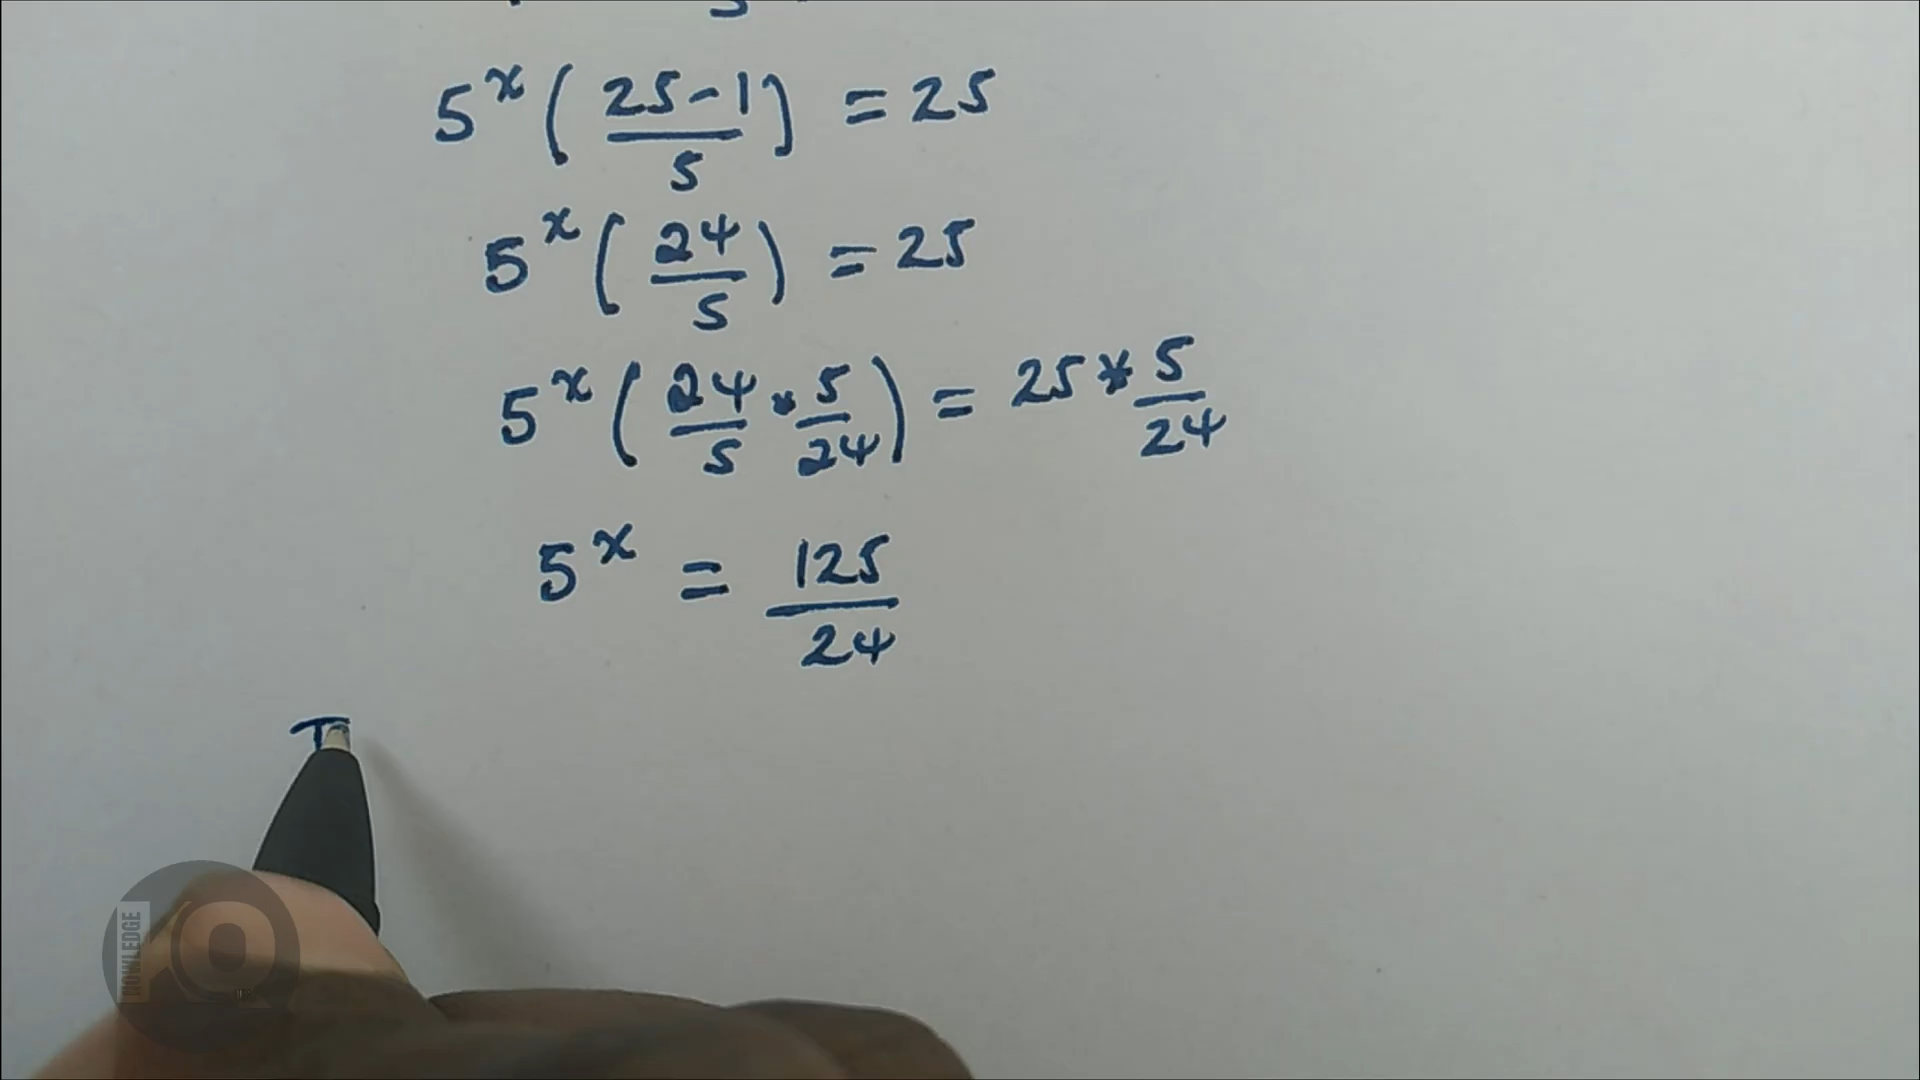 5^x ( (25-1)/5 ) = 25
5^x ( 24/5 ) = 25
5^x ( 24/5 * 5/24 ) = 25 * 5/24
5^x = 125/24
T
NOWLEDGE